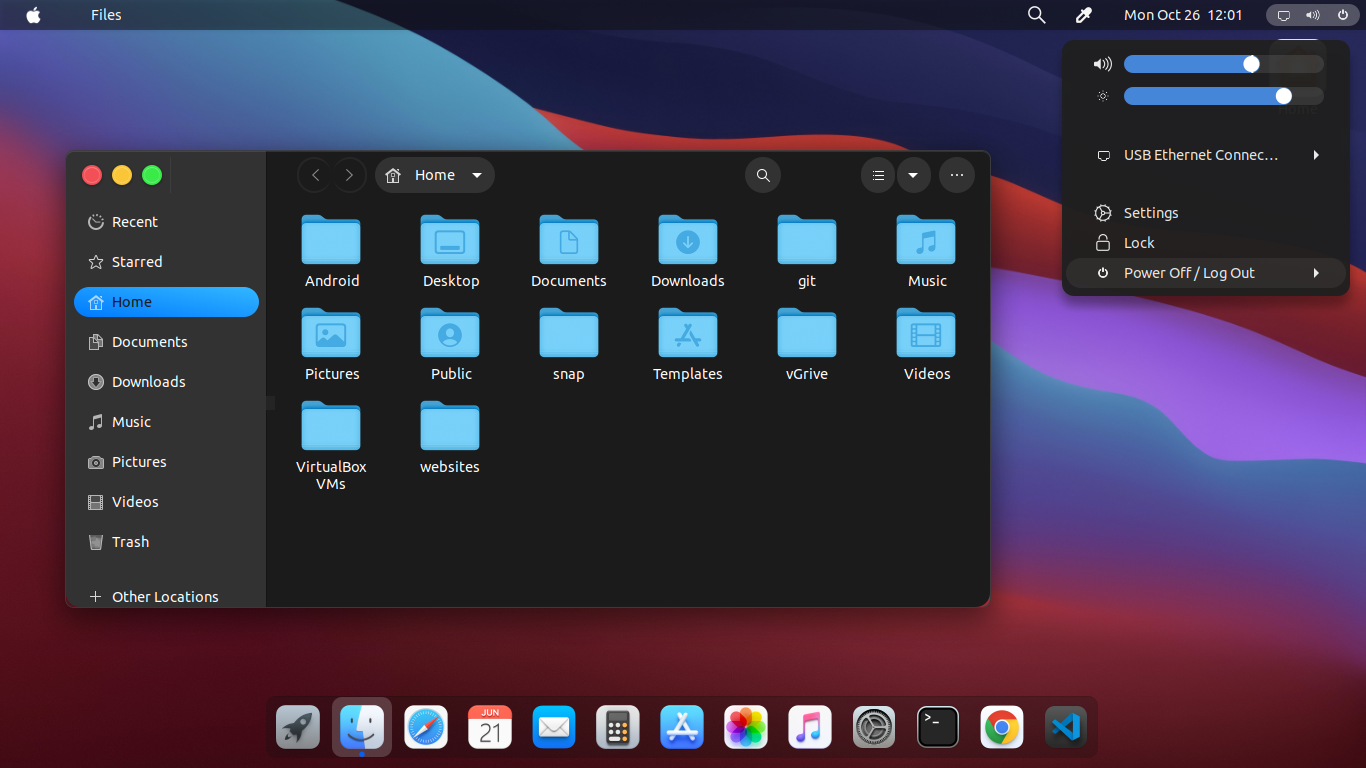 Files
Mon Oct 26 12:01
USB Ethernet Connec...
Settings
Lock
Power Off / Log Out
Home
Recent
Starred
Home
Documents
Downloads
Music
Pictures
Videos
Trash
Other Locations
Android
Desktop
Documents
Downloads
git
Music
Pictures
Public
snap
Templates
vGrive
Videos
VirtualBox
VMs
websites
JUN
21
>_